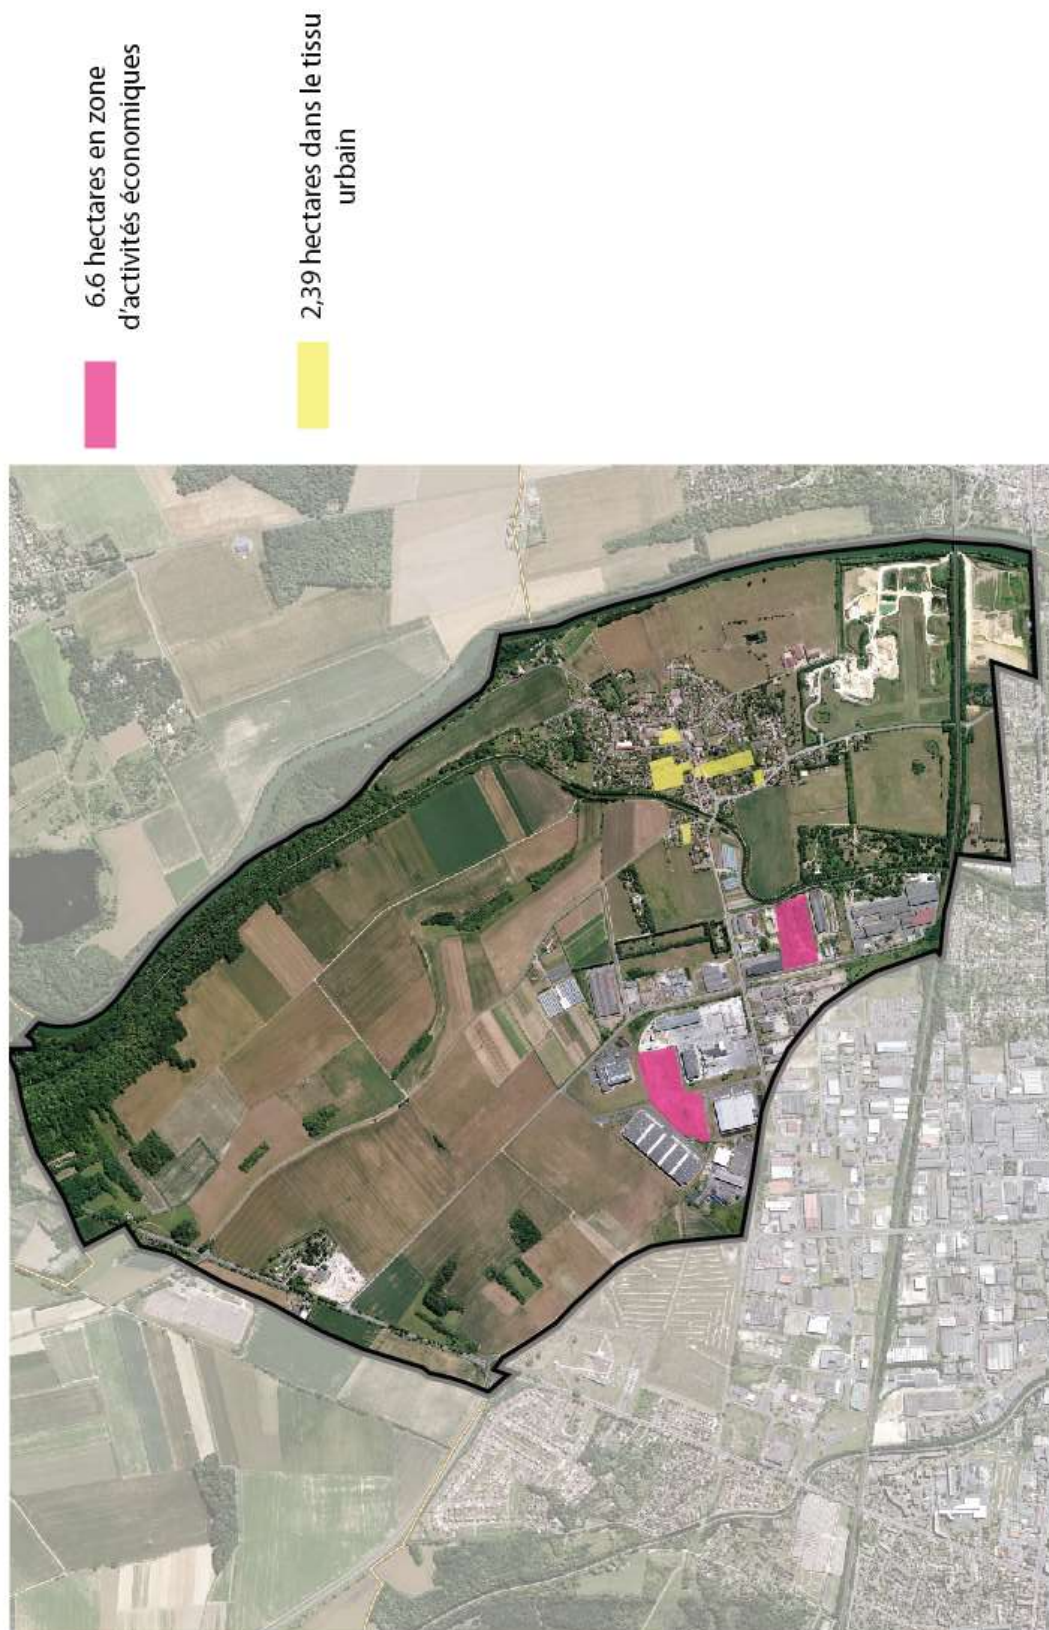 6.6 hectares en zone
d'activités économiques
2,39 hectares dans le tissu
urbain